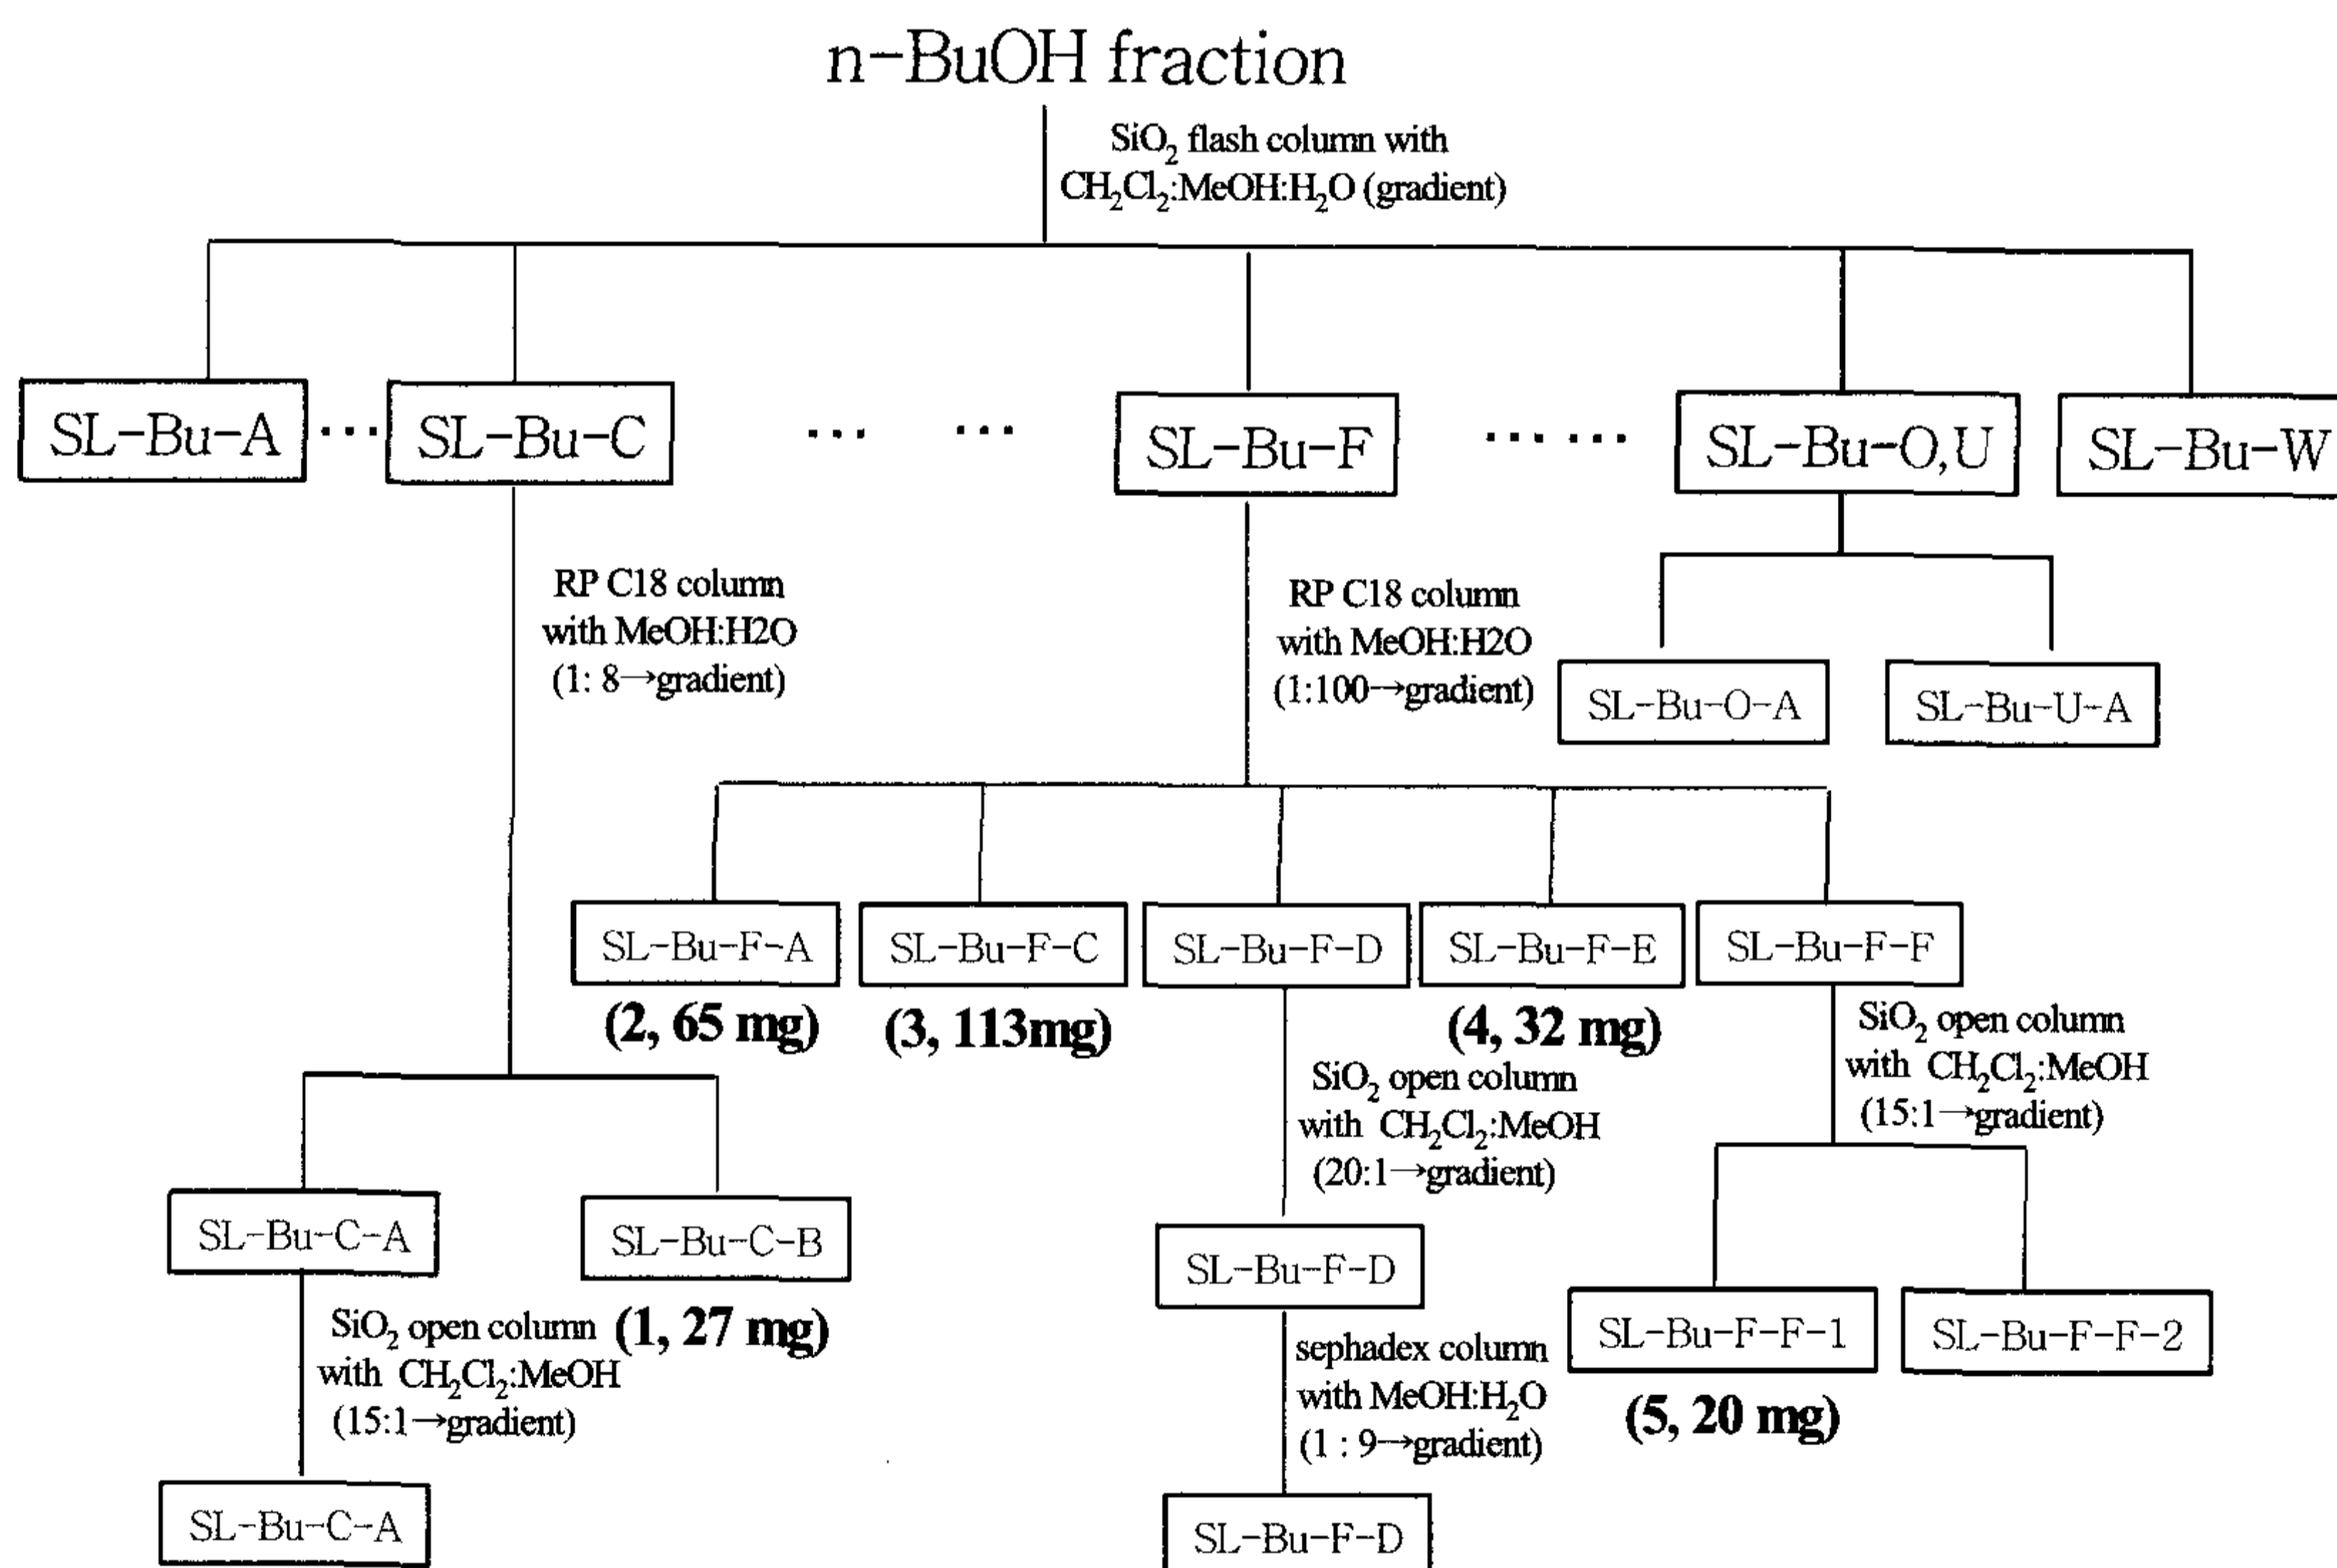 n-BuOH fraction
SiO₂ flash column with
CH₂Cl₂:MeOH:H₂O (gradient)
SL-Bu-A
...
SL-Bu-C
... ...
SL-Bu-F
... ...
SL-Bu-O,U
SL-Bu-W
RP C18 column
with MeOH:H2O
(1: 8→gradient)
RP C18 column
with MeOH:H2O
(1:100→gradient)
SL-Bu-O-A
SL-Bu-U-A
SL-Bu-F-A
SL-Bu-F-C
SL-Bu-F-D
SL-Bu-F-E
SL-Bu-F-F
(2, 65 mg)
(3, 113mg)
(4, 32 mg)
SiO₂ open column
with CH₂Cl₂:MeOH
(20:1→gradient)
SiO₂ open column
with CH₂Cl₂:MeOH
(15:1→gradient)
SL-Bu-C-A
SL-Bu-C-B
SL-Bu-F-D
SL-Bu-F-F-1
SL-Bu-F-F-2
SiO₂ open column
with CH₂Cl₂:MeOH
(15:1→gradient)
(1, 27 mg)
sephadex column
with MeOH:H₂O
(1 : 9→gradient)
(5, 20 mg)
SL-Bu-C-A
SL-Bu-F-D